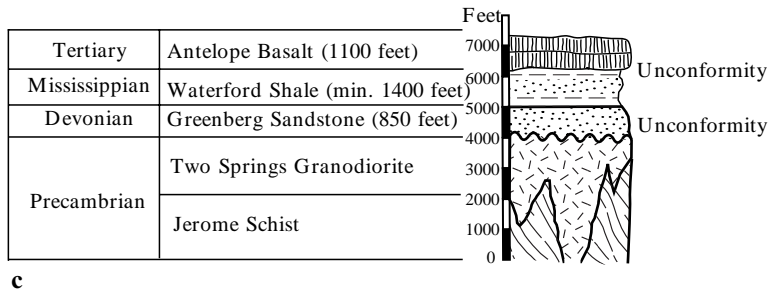 Feet
Tertiary Antelope Basalt (1100 feet)
Mississippian Waterford Shale (min. 1400 feet)
Devonian Greenberg Sandstone (850 feet)
Precambrian
Two Springs Granodiorite
Jerome Schist
7000
6000
5000
4000
3000
2000
1000
0
Unconformity
Unconformity
c